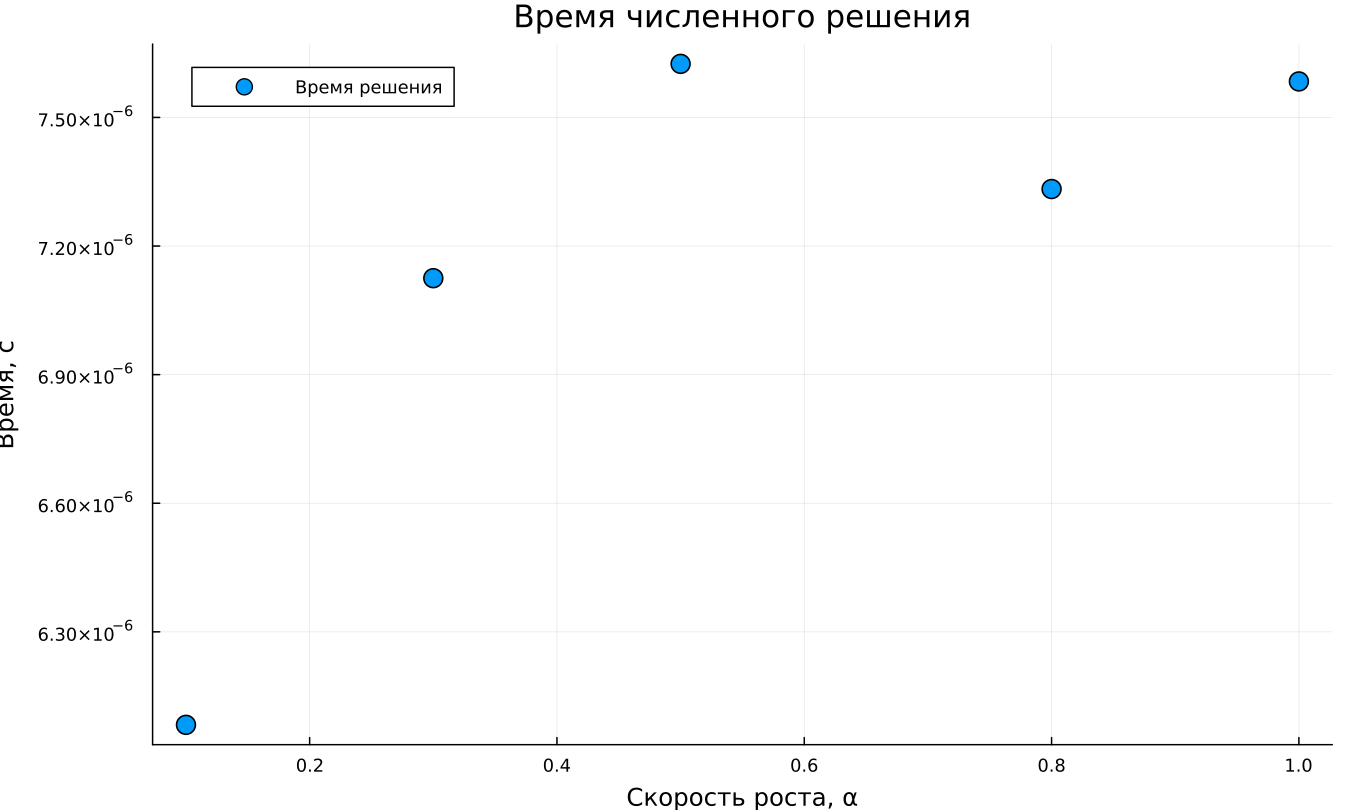 Время численного решения
Время решения
7.50×10⁻⁶
7.20×10⁻⁶
6.90×10⁻⁶
6.60×10⁻⁶
6.30×10⁻⁶
Время, с
0.2 0.4 0.6 0.8 1.0
Скорость роста, α